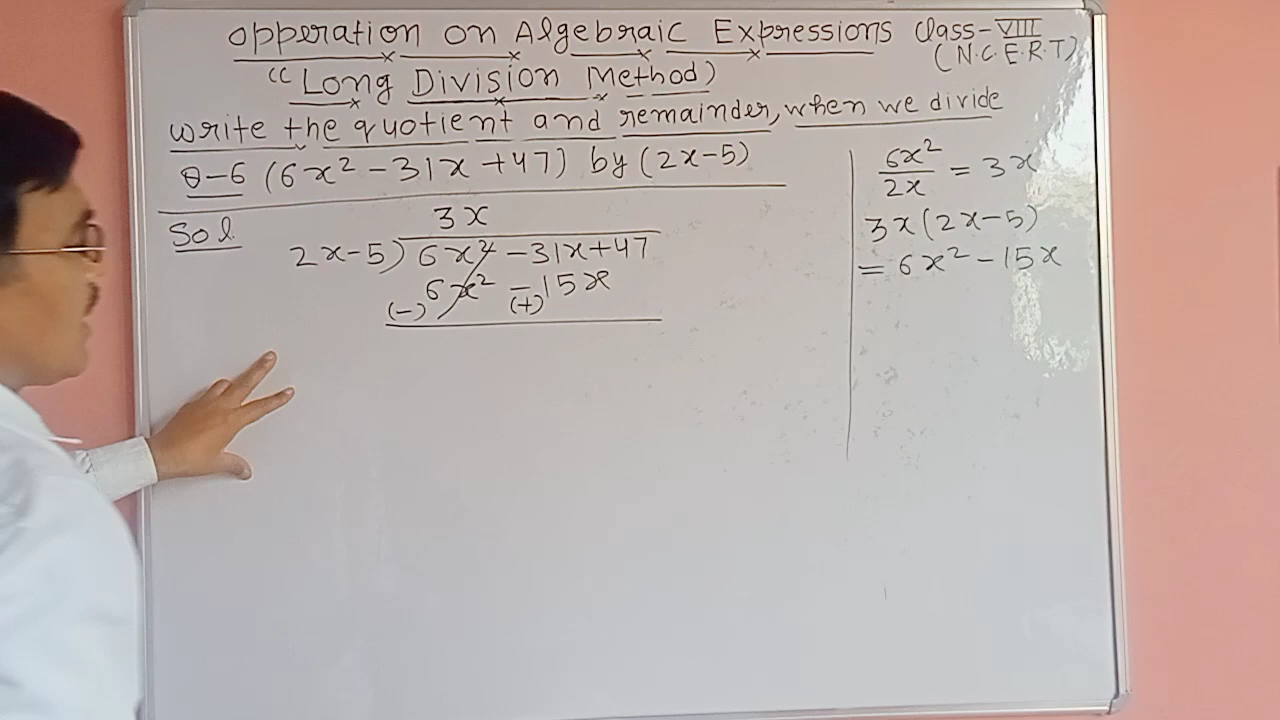 Opperation on Algebraic Expressions Class-VIII
(N.C.E.R.T)
“Long Division Method)
write the quotient and remainder, when we divide
Q-6 (6x² - 31x + 47) by (2x-5)
Sol.
3x
2x-5) 6x² - 31x + 47
6x² - 15x
(-) (+)
6x²/2x = 3x
3x(2x-5)
= 6x² - 15x